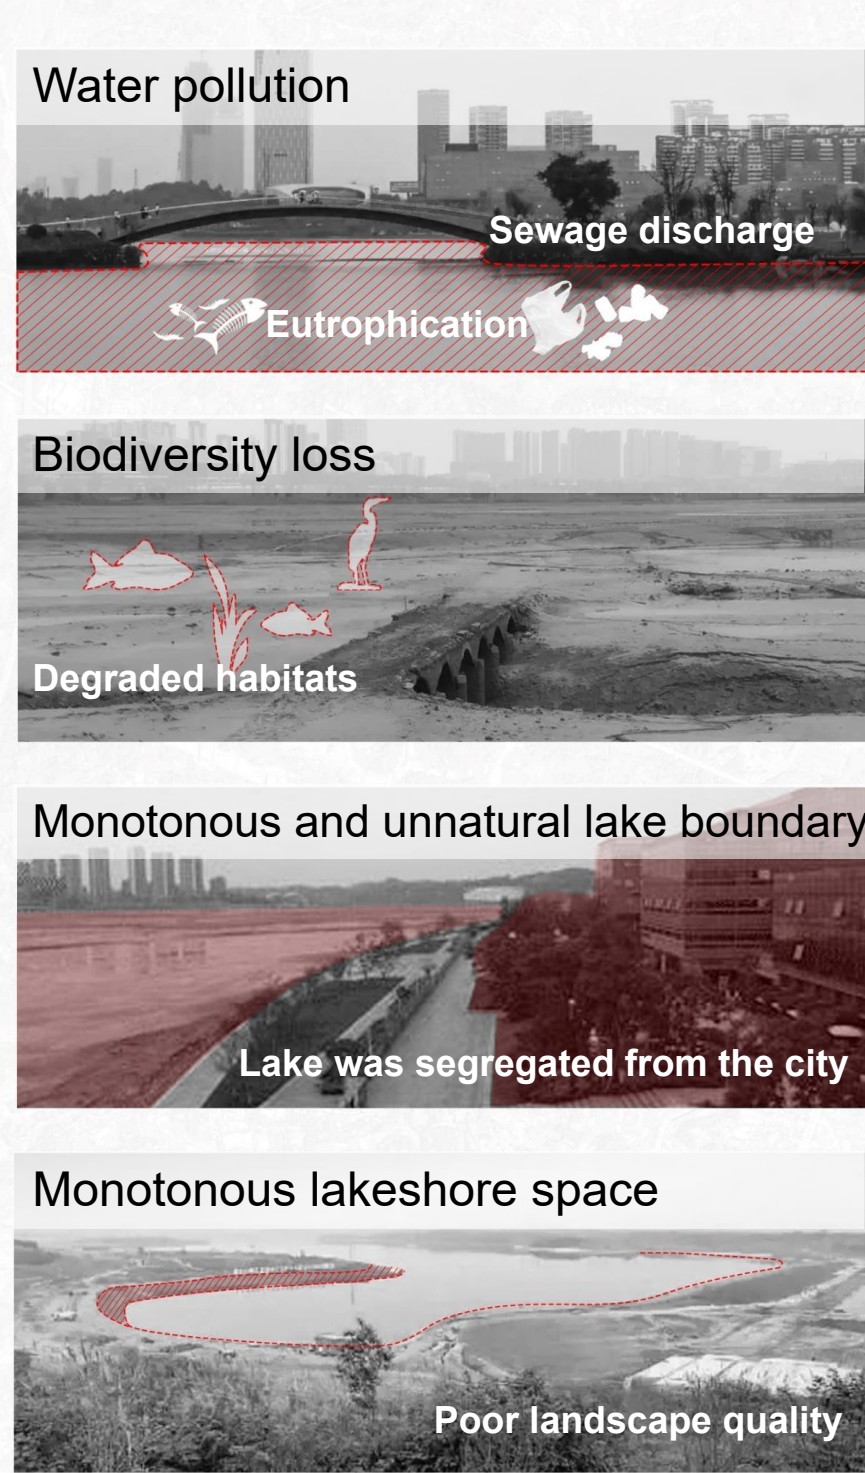 Water pollution
Sewage discharge
Eutrophication
Biodiversity loss
Degraded habitats
Monotonous and unnatural lake boundary
Lake was segregated from the city
Monotonous lakeshore space
Poor landscape quality